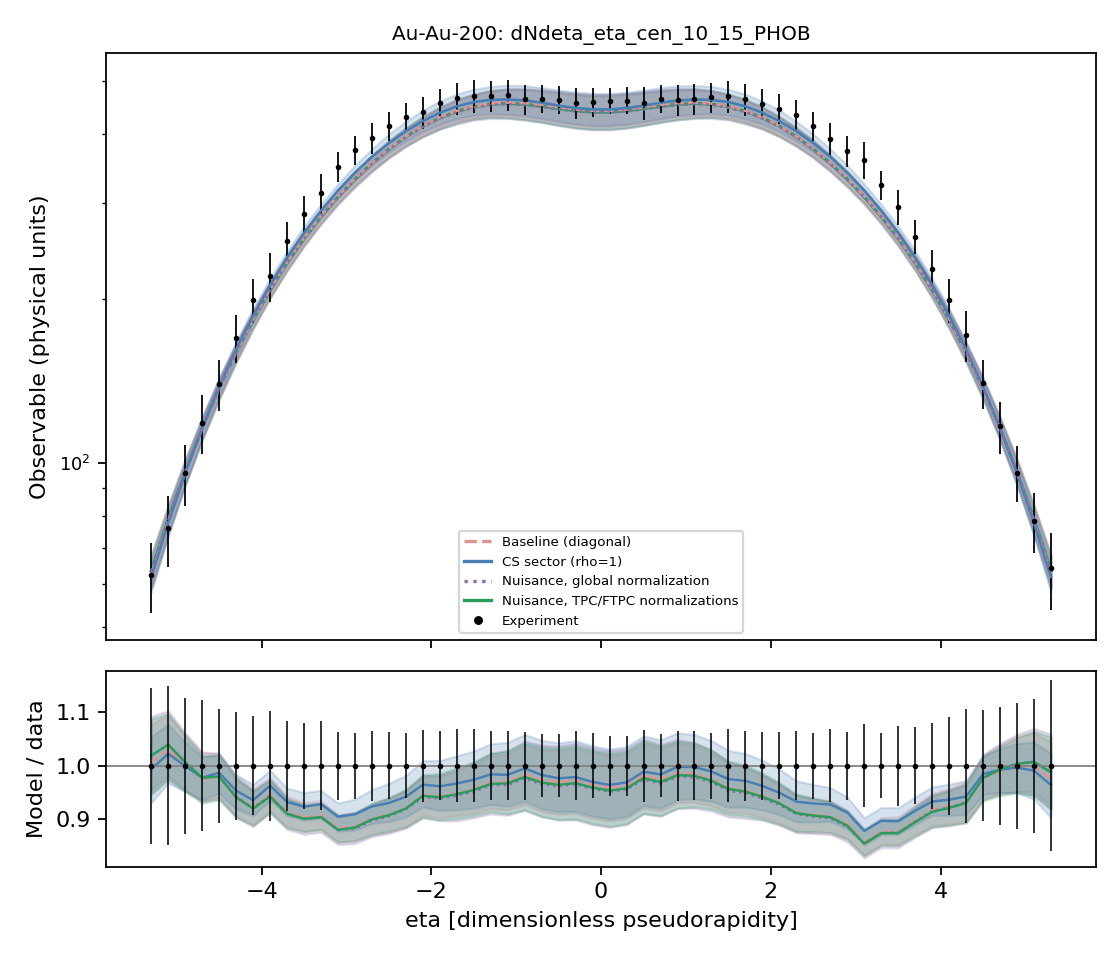 Au-Au-200: dNdeta_eta_cen_10_15_PHOB
Observable (physical units)
10²
Baseline (diagonal)
CS sector (rho=1)
Nuisance, global normalization
Nuisance, TPC/FTPC normalizations
Experiment
Model / data
1.1
1.0
0.9
−4 −2 0 2 4
eta [dimensionless pseudorapidity]